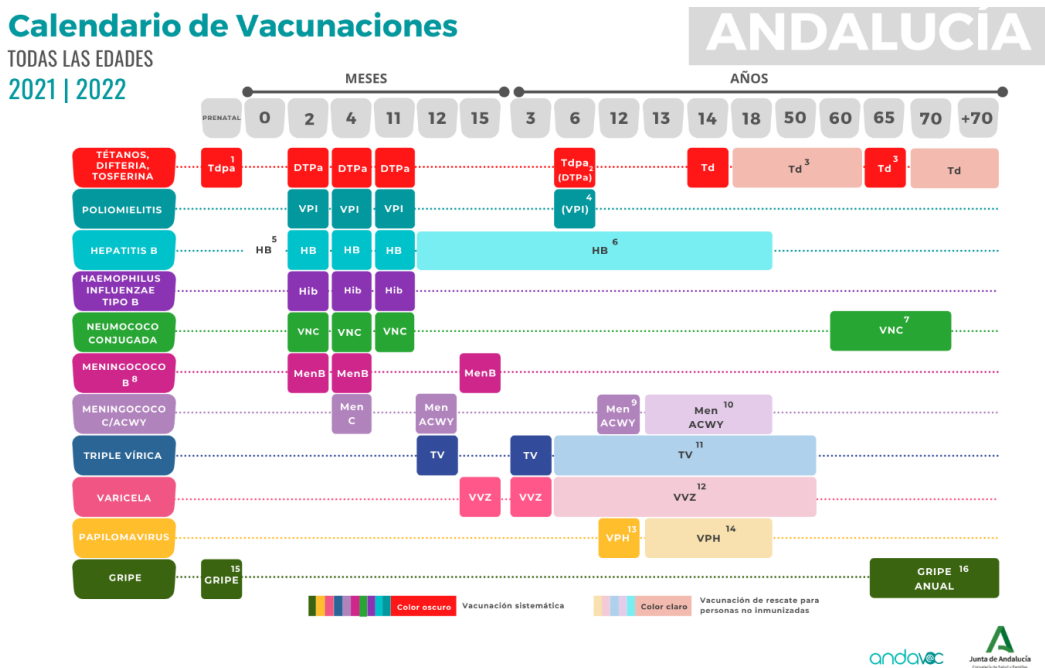 Calendario de Vacunaciones
ANDALUCÍA
TODAS LAS EDADES
2021 | 2022
MESES
AÑOS
PRENATAL 0 2 4 11 12 15 3 6 12 13 14 18 50 60 65 70 +70
TÉTANOS,
DIFTERIA,
TOSFERINA
Tdpa 1
DTPa DTPa DTPa
Tdpa 2
(DTPa)
Td
Td 3
Td 3
Td
POLIOMIELITIS
VPI VPI VPI (VPI) 4
HEPATITIS B
HB 5 HB HB HB HB 6
HAEMOPHILUS
INFLUENZAE
TIPO B
Hib Hib Hib
NEUMOCOCO
CONJUGADA
VNC VNC VNC VNC 7
MENINGOCOCO
B 8
MenB MenB MenB
MENINGOCOCO
C/ACWY
Men
C
Men
ACWY
Men 9
ACWY
Men 10
ACWY
TRIPLE VÍRICA
TV TV TV 11
VARICELA
VVZ VVZ VVZ 12
PAPILOMAVIRUS
VPH 13 VPH 14
GRIPE
GRIPE 15
GRIPE 16
ANUAL
Color oscuro Vacunación sistemática
Color claro
Vacunación de rescate para
personas no inmunizadas
andavac
Junta de Andalucía